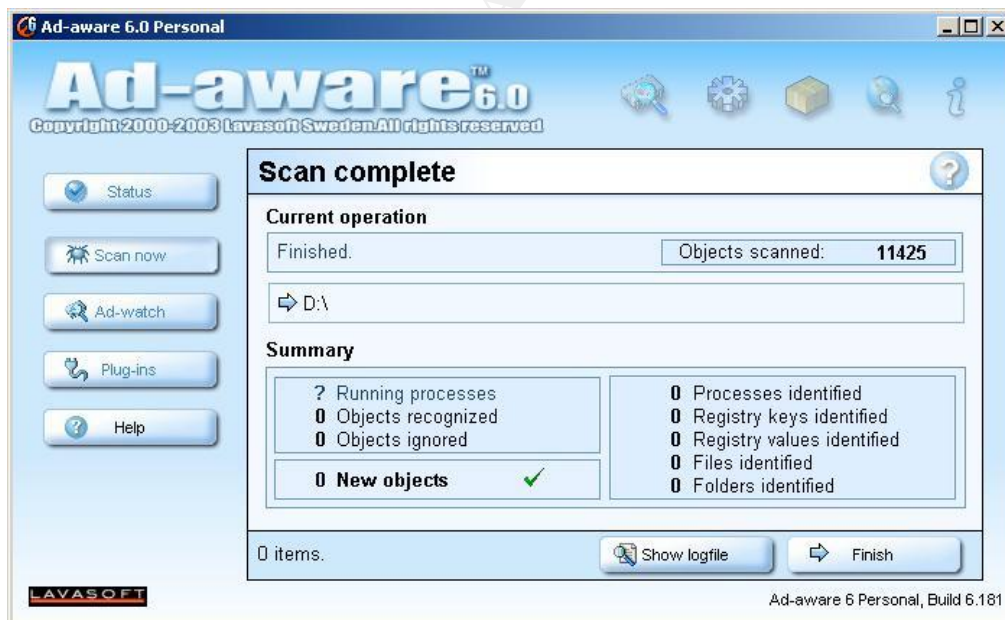 Ad-aware 6.0 Personal
Ad-aware 6.0 TM
Copyright 2000-2003 Lavasoft Sweden. All rights reserved
Status
Scan now
Ad-watch
Plug-ins
Help
Scan complete
Current operation
Finished.
Objects scanned: 11425
D:\
Summary
? Running processes
0 Objects recognized
0 Objects ignored
0 New objects
0 Processes identified
0 Registry keys identified
0 Registry values identified
0 Files identified
0 Folders identified
0 items.
Show logfile
Finish
LAVASOFT
Ad-aware 6 Personal, Build 6.181